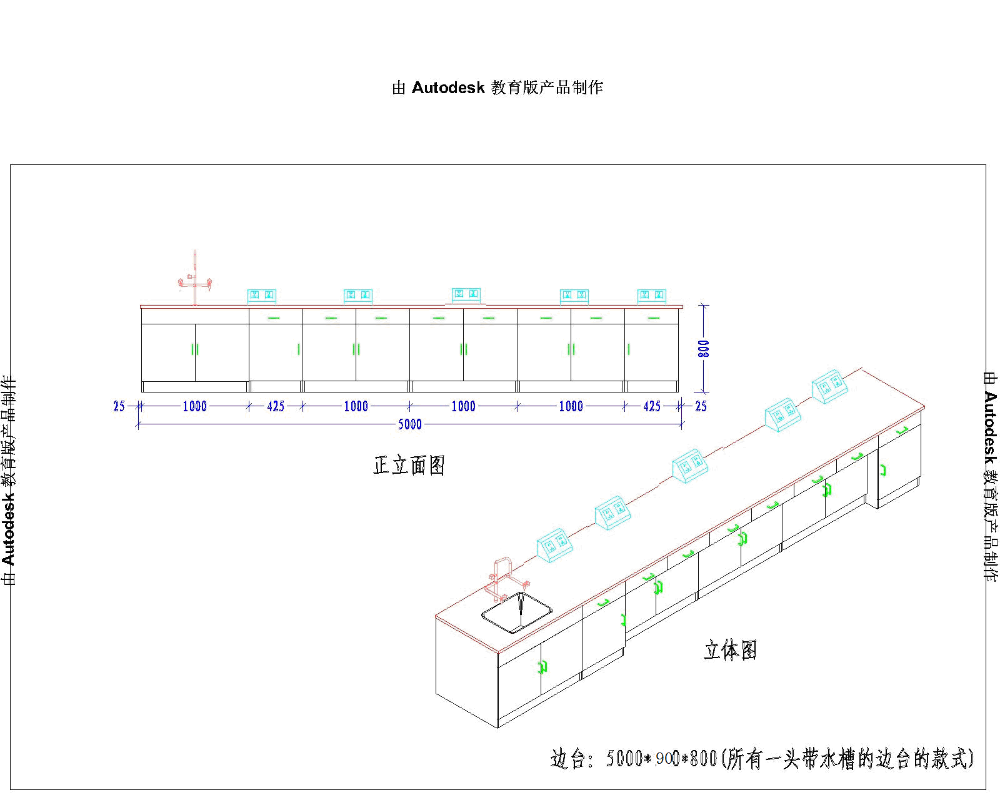 由 Autodesk 教育版产品制作
800
25 1000 425 1000 1000 1000 425 25
5000
正立面图
由 Autodesk 教育版产品制作
由 Autodesk 教育版产品制作
立体图
边台: 5000*900*800(所有一头带水槽的边台的款式)